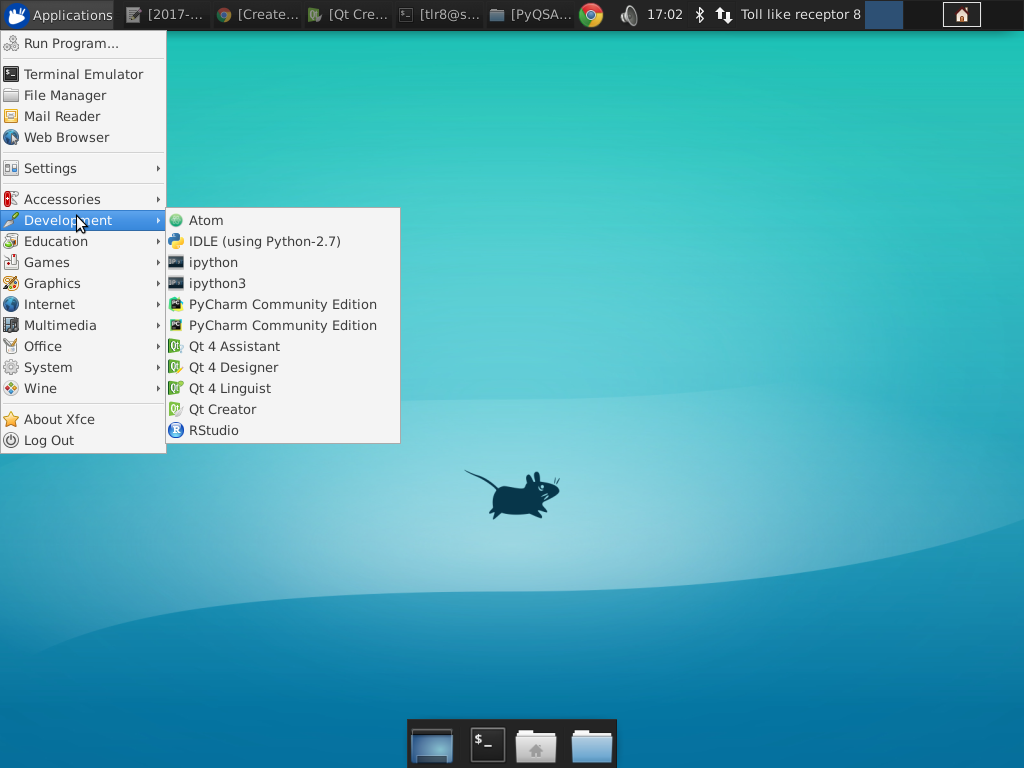 Applications [2017-... [Create... [Qt Cre... [tlr8@s... [PyQSA... 17:02 Toll like receptor 8
Run Program...
Terminal Emulator
File Manager
Mail Reader
Web Browser
Settings
Accessories
Development
Education
Games
Graphics
Internet
Multimedia
Office
System
Wine
About Xfce
Log Out
Atom
IDLE (using Python-2.7)
ipython
ipython3
PyCharm Community Edition
PyCharm Community Edition
Qt 4 Assistant
Qt 4 Designer
Qt 4 Linguist
Qt Creator
RStudio
$_